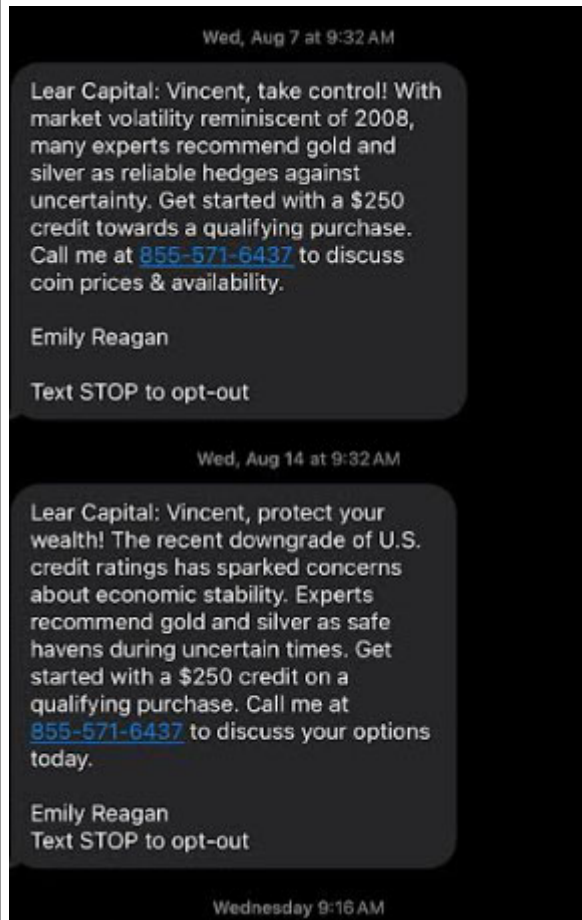 Wed, Aug 7 at 9:32 AM
Lear Capital: Vincent, take control! With
market volatility reminiscent of 2008,
many experts recommend gold and
silver as reliable hedges against
uncertainty. Get started with a $250
credit towards a qualifying purchase.
Call me at 855-571-6437 to discuss
coin prices & availability.
Emily Reagan
Text STOP to opt-out
Wed, Aug 14 at 9:32 AM
Lear Capital: Vincent, protect your
wealth! The recent downgrade of U.S.
credit ratings has sparked concerns
about economic stability. Experts
recommend gold and silver as safe
havens during uncertain times. Get
started with a $250 credit on a
qualifying purchase. Call me at
855-571-6437 to discuss your options
today.
Emily Reagan
Text STOP to opt-out
Wednesday 9:16 AM